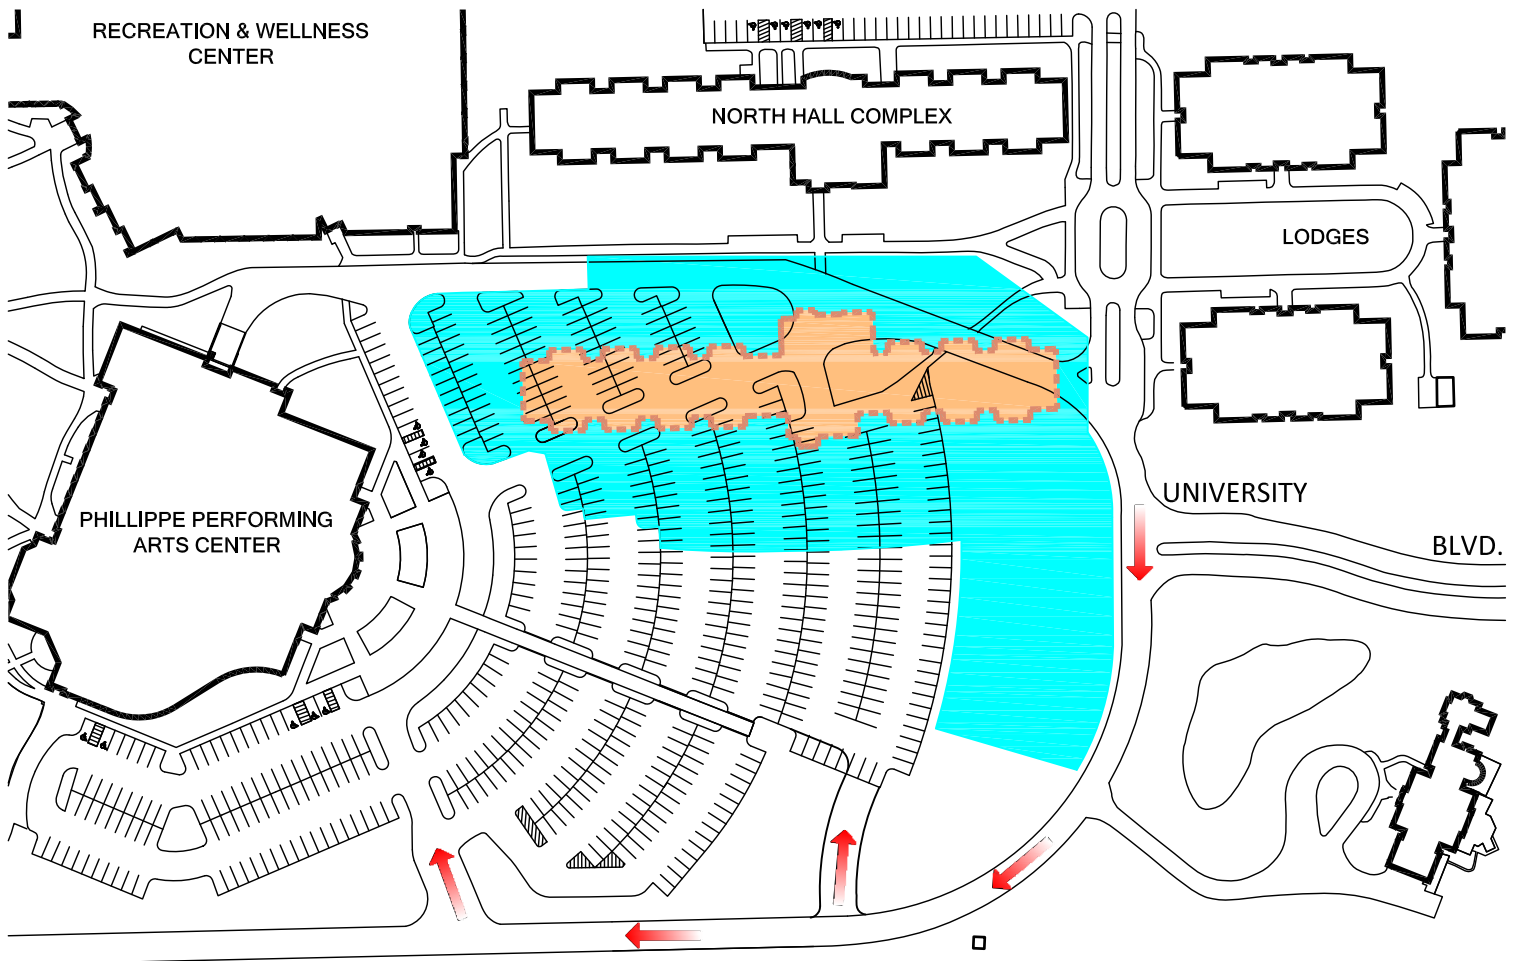 RECREATION & WELLNESS
CENTER
NORTH HALL COMPLEX
LODGES
PHILLIPPE PERFORMING
ARTS CENTER
UNIVERSITY
BLVD.